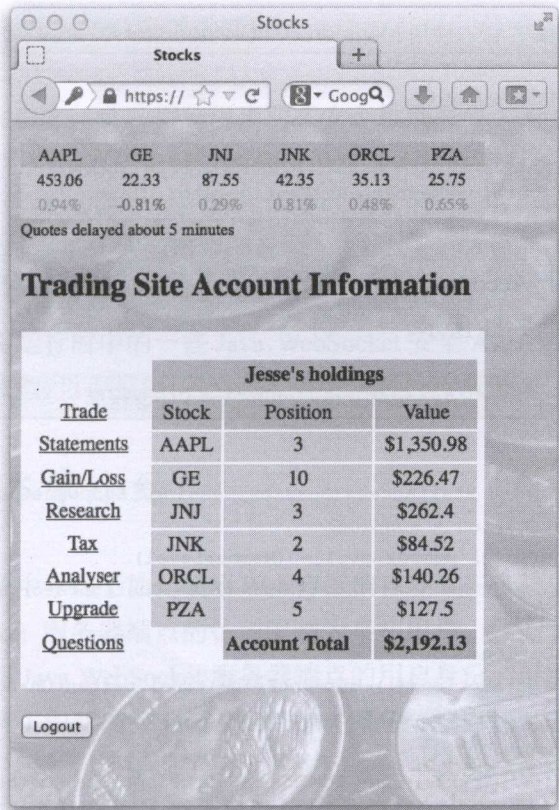 Stocks
Stocks +
https:// Goog
AAPL GE JNJ JNK ORCL PZA
453.06 22.33 87.55 42.35 35.13 25.75
0.94% -0.81% 0.29% 0.81% 0.48% 0.65%
Quotes delayed about 5 minutes
Trading Site Account Information
Jesse's holdings
Trade Stock Position Value
Statements AAPL 3 $1,350.98
Gain/Loss GE 10 $226.47
Research JNJ 3 $262.4
Tax JNK 2 $84.52
Analyser ORCL 4 $140.26
Upgrade PZA 5 $127.5
Questions Account Total $2,192.13
Logout